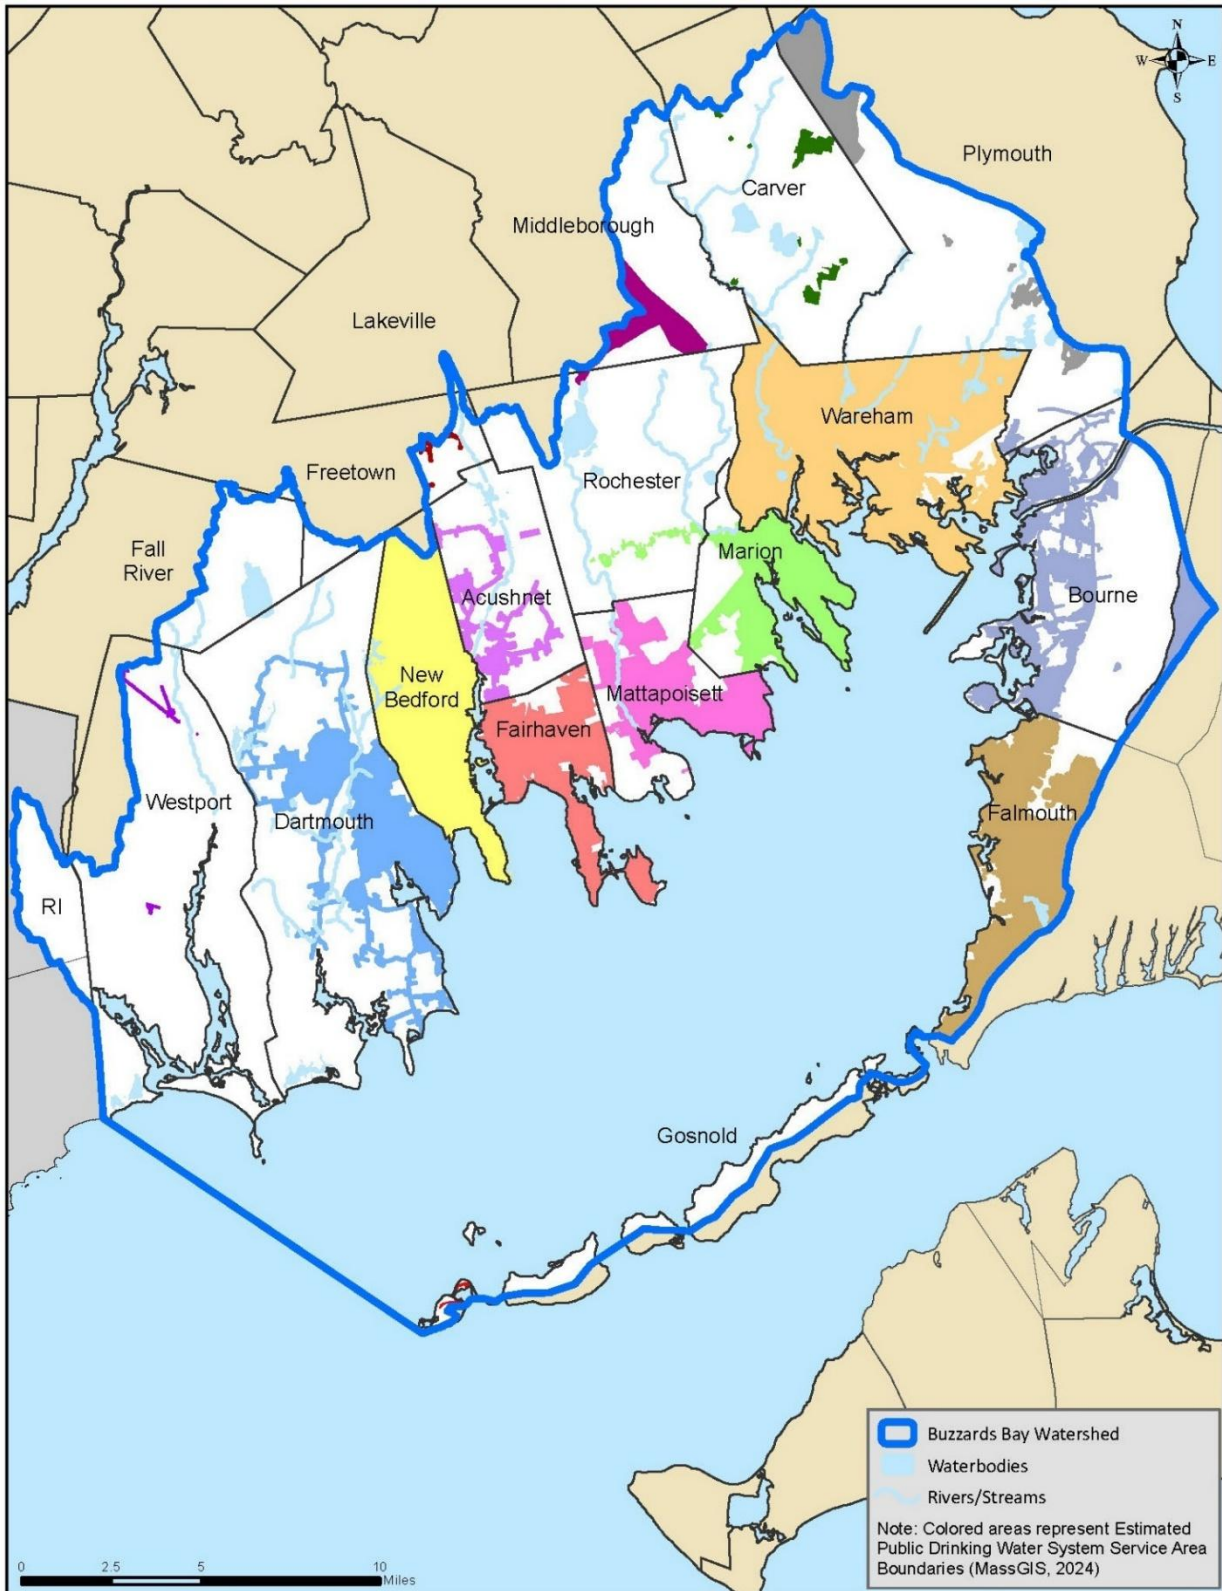 N
W E
S
Plymouth
Carver
Middleborough
Lakeville
Wareham
Freetown
Rochester
Fall
River
Marion
Acushnet
Bourne
New
Bedford
Mattapoisett
Fairhaven
Westport
Dartmouth
Falmouth
RI
Gosnold
Buzzards Bay Watershed
Waterbodies
Rivers/Streams
Note: Colored areas represent Estimated
Public Drinking Water System Service Area
Boundaries (MassGIS, 2024)
0 2.5 5 10
Miles